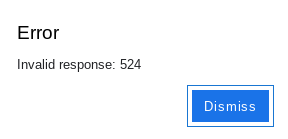 Error
Invalid response: 524
Dismiss